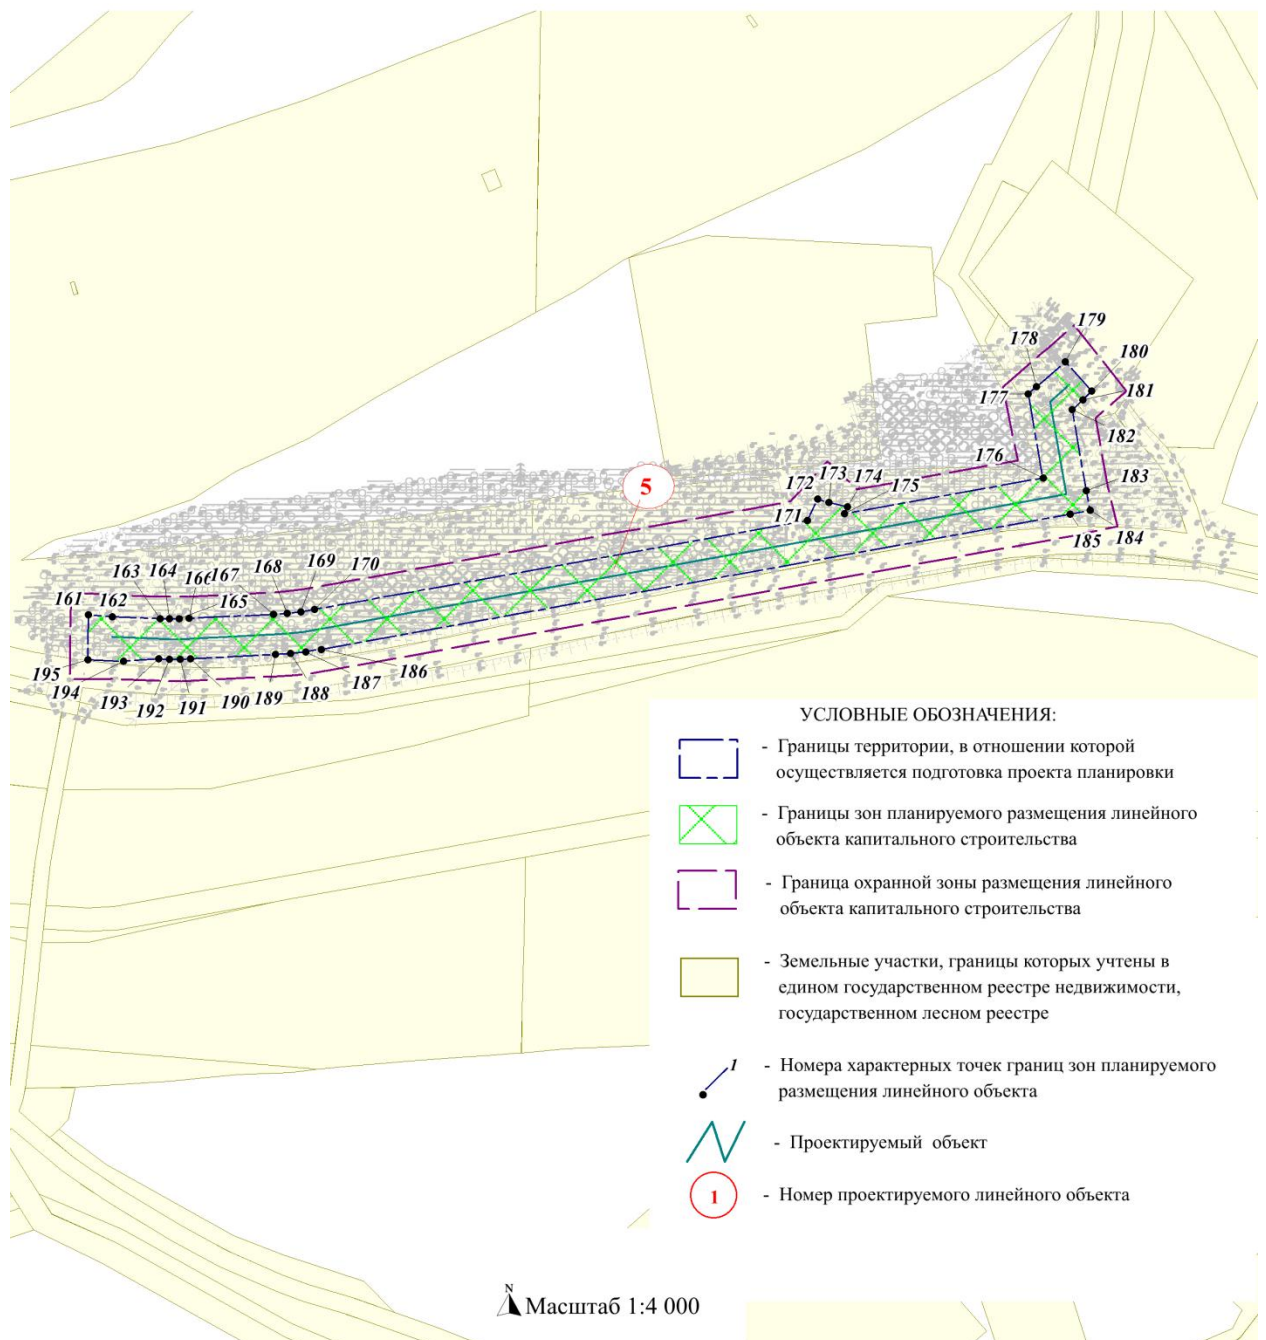 179
178
180
177
181
182
176
183
5
172
173
174
175
171
184
185
163
164
166
167
168
169
170
161
162
165
195
194
193
192
191
190
189
188
187
186
УСЛОВНЫЕ ОБОЗНАЧЕНИЯ:
- Границы территории, в отношении которой
осуществляется подготовка проекта планировки
- Границы зон планируемого размещения линейного
объекта капитального строительства
- Граница охранной зоны размещения линейного
объекта капитального строительства
- Земельные участки, границы которых учтены в
едином государственном реестре недвижимости,
государственном лесном реестре
1
- Номера характерных точек границ зон планируемого
размещения линейного объекта
- Проектируемый объект
1
- Номер проектируемого линейного объекта
N
Масштаб 1:4 000